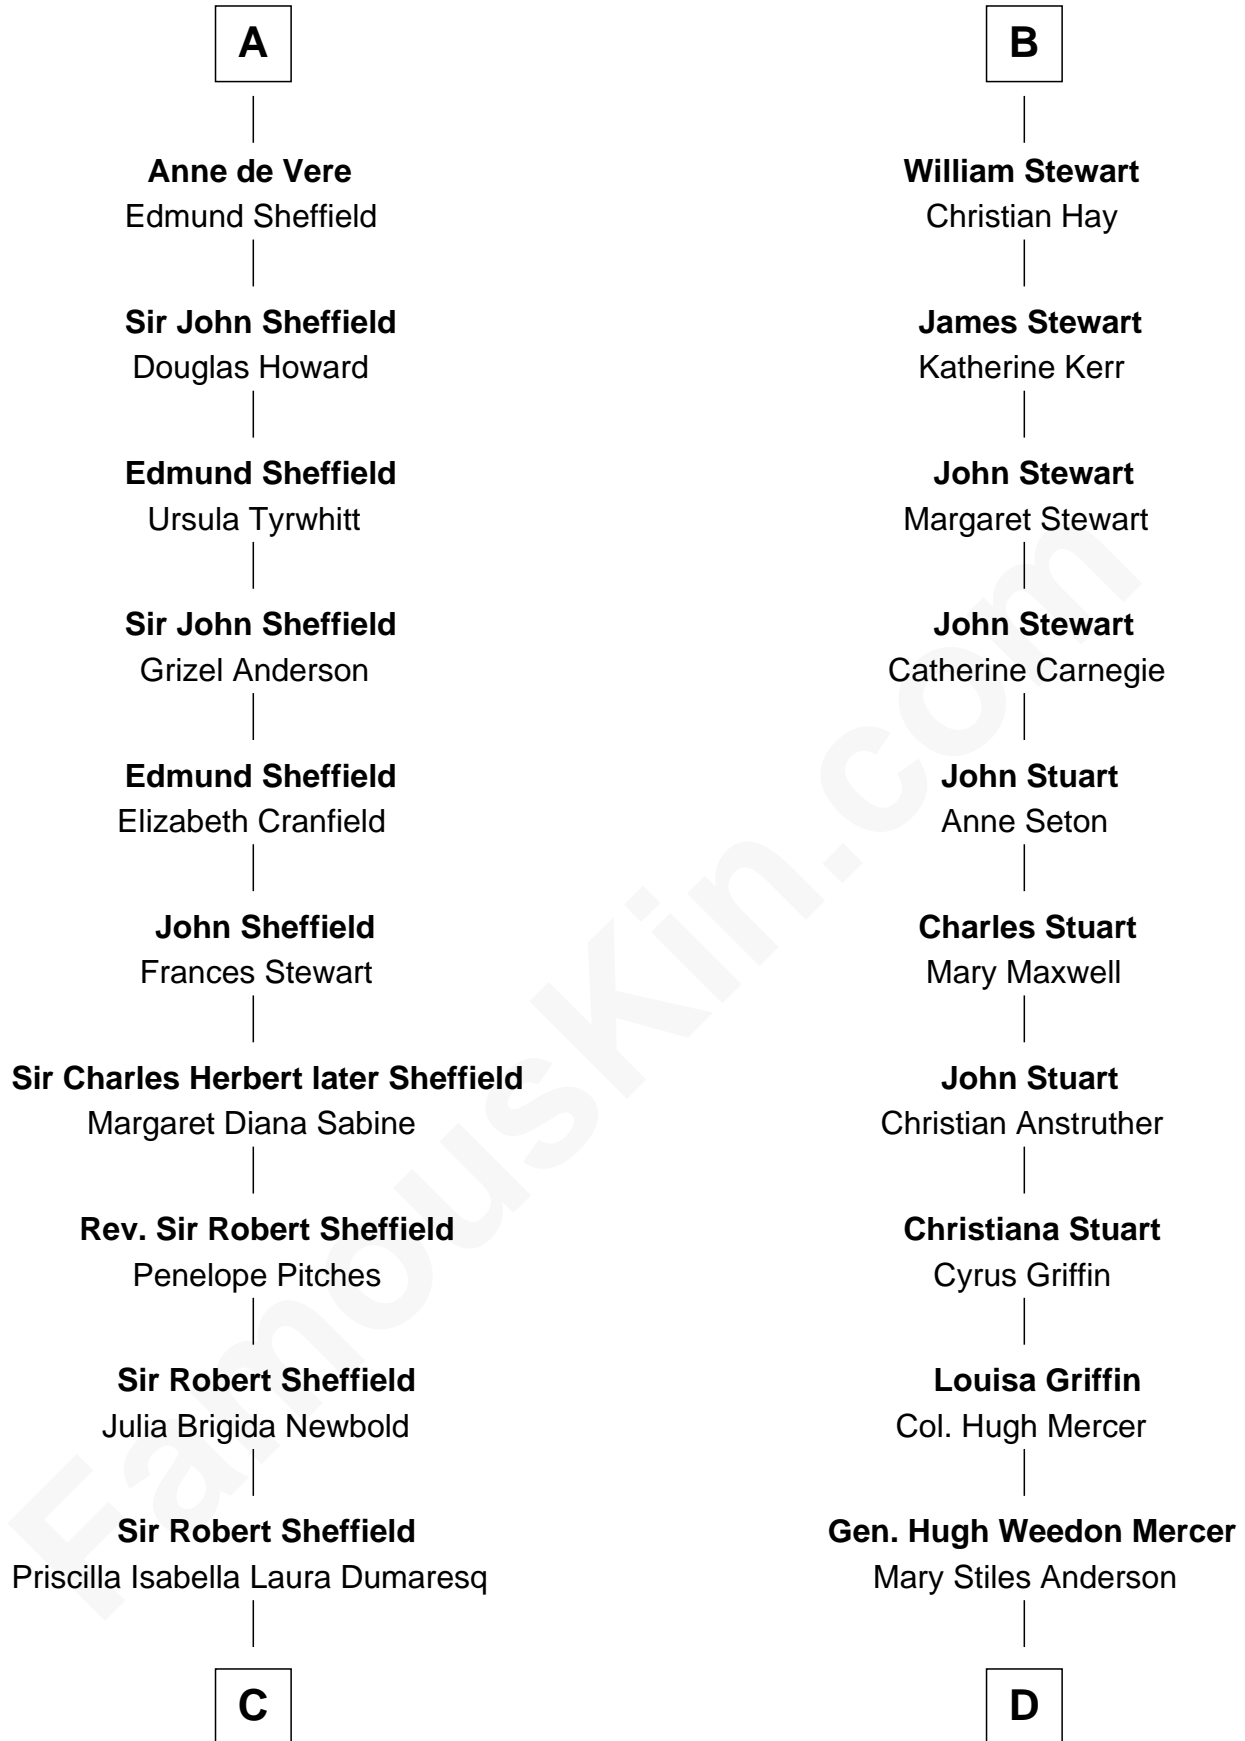 A
Anne de Vere
Edmund Sheffield
Sir John Sheffield
Douglas Howard
Edmund Sheffield
Ursula Tyrwhitt
Sir John Sheffield
Grizel Anderson
Edmund Sheffield
Elizabeth Cranfield
John Sheffield
Frances Stewart
Sir Charles Herbert later Sheffield
Margaret Diana Sabine
Rev. Sir Robert Sheffield
Penelope Pitches
Sir Robert Sheffield
Julia Brigida Newbold
Sir Robert Sheffield
Priscilla Isabella Laura Dumaresq
C
B
William Stewart
Christian Hay
James Stewart
Katherine Kerr
John Stewart
Margaret Stewart
John Stewart
Catherine Carnegie
John Stuart
Anne Seton
Charles Stuart
Mary Maxwell
John Stuart
Christian Anstruther
Christiana Stuart
Cyrus Griffin
Louisa Griffin
Col. Hugh Mercer
Gen. Hugh Weedon Mercer
Mary Stiles Anderson
D
FamousKin.com